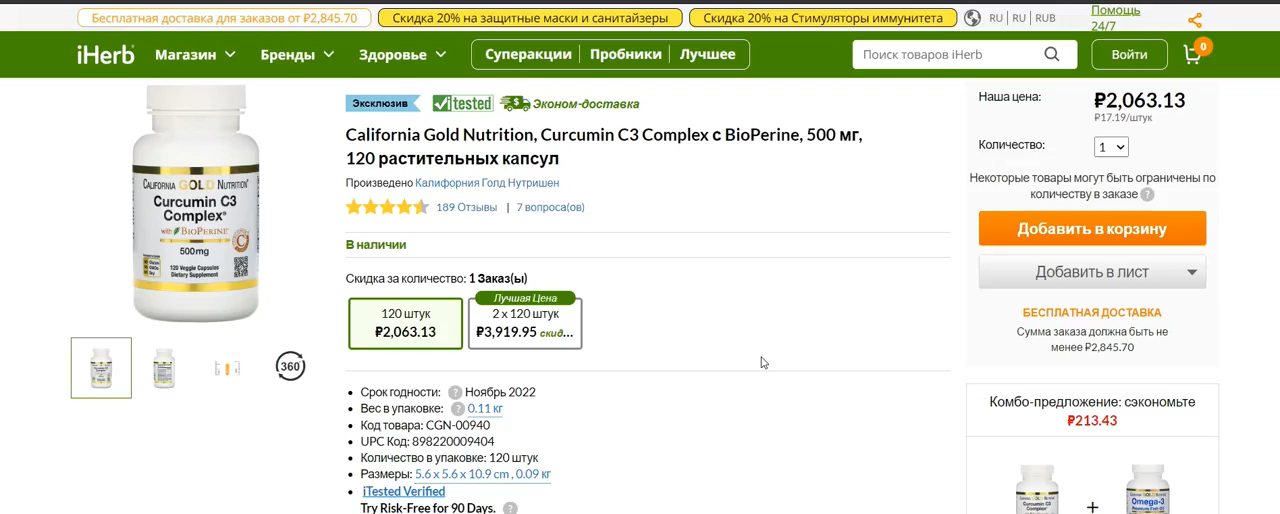 Бесплатная доставка для заказов от ₽2,845.70
Скидка 20% на защитные маски и санитайзеры
Скидка 20% на Стимуляторы иммунитета
RU | RU | RUB
Помощь
24/7
iHerb
Магазин
Бренды
Здоровье
Суперакции
Пробники
Лучшее
Поиск товаров iHerb
Войти
0
CALIFORNIA GOLD NUTRITION
Curcumin C3
Complex®
with BIOPERINE®
500mg
120 Veggie Capsules
Dietary Supplement
360°
Эксклюзив
itested
Эконом-доставка
California Gold Nutrition, Curcumin C3 Complex с BioPerine, 500 мг,
120 растительных капсул
Произведено Калифорния Голд Нутришен
189 Отзывы | 7 вопроса(ов)
В наличии
Скидка за количество: 1 Заказ(ы)
120 штук
₽2,063.13
Лучшая Цена
2 x 120 штук
₽3,919.95 скид...
Срок годности: ? Ноябрь 2022
Вес в упаковке: ? 0.11 кг
Код товара: CGN-00940
UPC Код: 898220009404
Количество в упаковке: 120 штук
Размеры: 5.6 x 5.6 x 10.9 cm , 0.09 кг
iTested Verified
Try Risk-Free for 90 Days. ?
Наша цена: ₽2,063.13
₽17.19/штук
Количество: 1
Некоторые товары могут быть ограничены по
количеству в заказе ?
Добавить в корзину
Добавить в лист
БЕСПЛАТНАЯ ДОСТАВКА
Сумма заказа должна быть не
менее ₽2,845.70
Комбо-предложение: сэкономьте
₽213.43
Curcumin C3
Complex
+
Omega-3